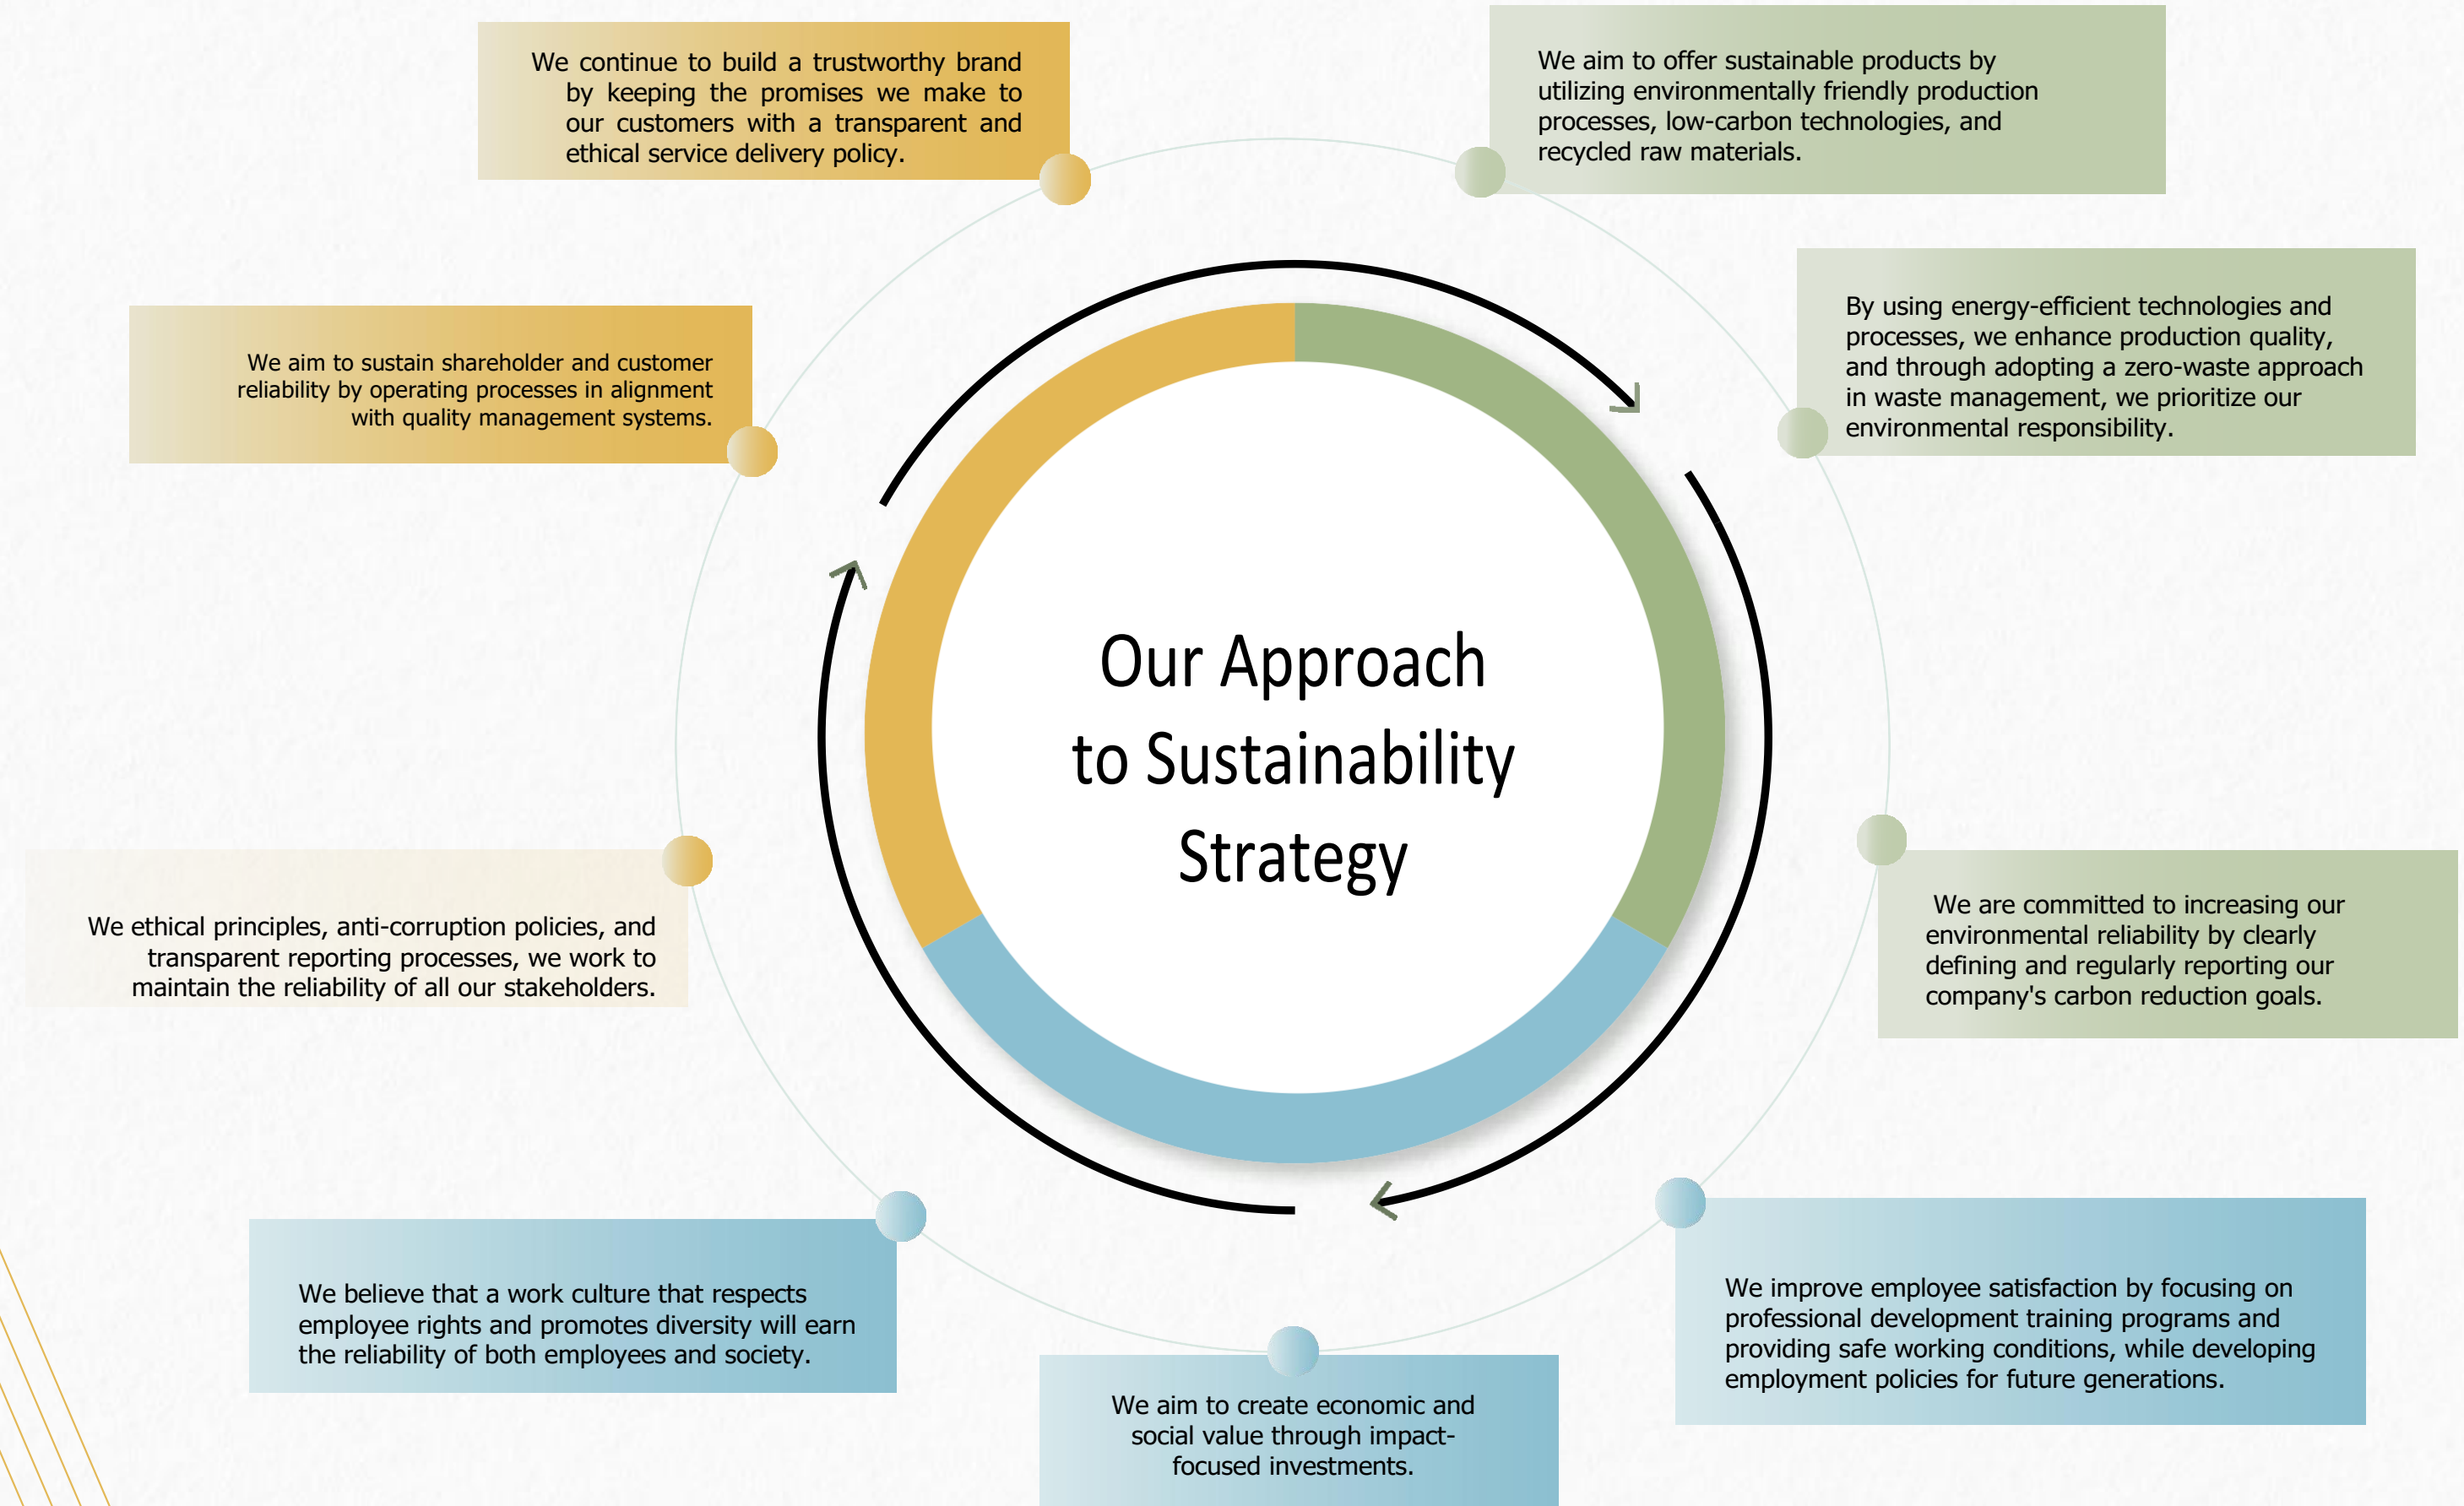 We continue to build a trustworthy brand
by keeping the promises we make to
our customers with a transparent and
ethical service delivery policy.
We aim to offer sustainable products by
utilizing environmentally friendly production
processes, low-carbon technologies, and
recycled raw materials.
By using energy-efficient technologies and
processes, we enhance production quality,
and through adopting a zero-waste approach
in waste management, we prioritize our
environmental responsibility.
We aim to sustain shareholder and customer
reliability by operating processes in alignment
with quality management systems.
Our Approach
to Sustainability
Strategy
We ethical principles, anti-corruption policies, and
transparent reporting processes, we work to
maintain the reliability of all our stakeholders.
We are committed to increasing our
environmental reliability by clearly
defining and regularly reporting our
company's carbon reduction goals.
We believe that a work culture that respects
employee rights and promotes diversity will earn
the reliability of both employees and society.
We aim to create economic and
social value through impact-
focused investments.
We improve employee satisfaction by focusing on
professional development training programs and
providing safe working conditions, while developing
employment policies for future generations.